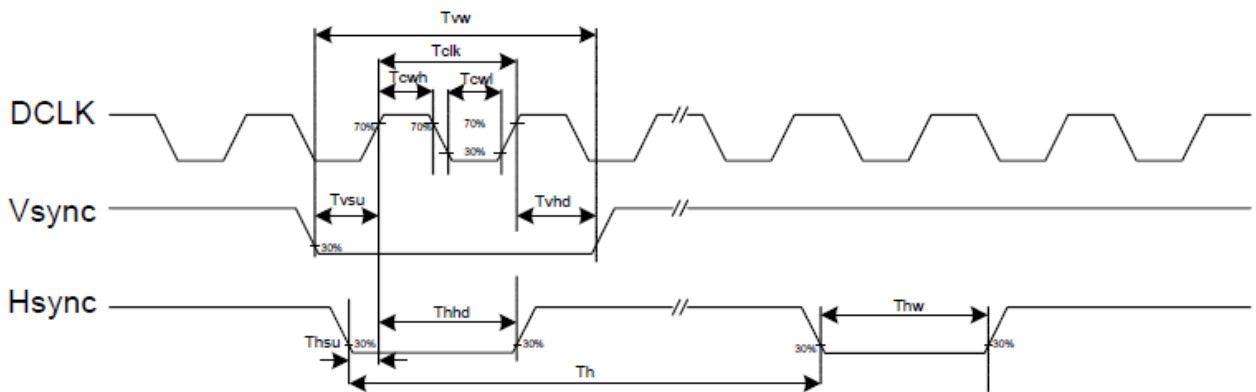 Tvw
Tclk
Tcwh Tcwl
DCLK
70% 70% 70%
30%
Tvsu Tvhd
Vsync
30%
Hsync
Thhd Thw
Thsu 30% 30% 30% 30%
Th